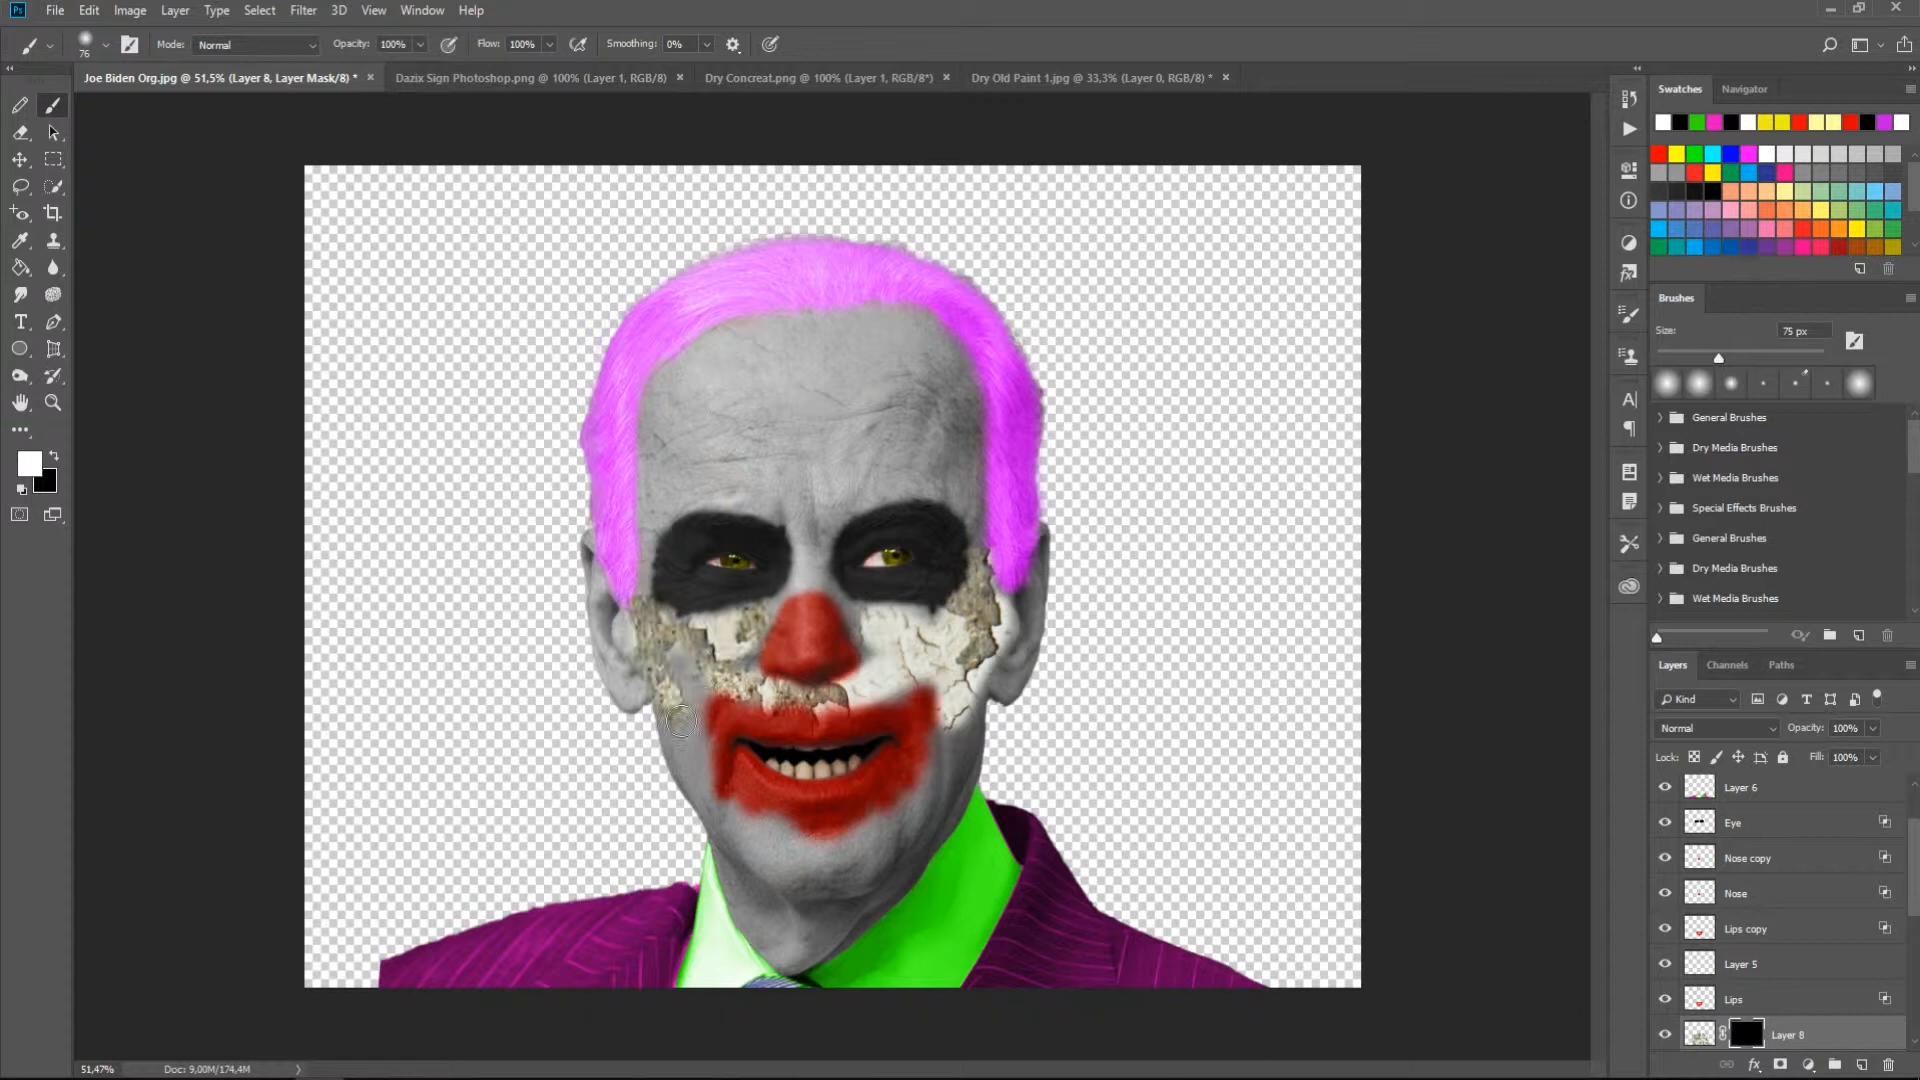 Ps File Edit Image Layer Type Select Filter 3D View Window Help
76 Mode: Normal Opacity: 100% Flow: 100% Smoothing: 0%
Joe Biden Org.jpg @ 51,5% (Layer 8, Layer Mask/8) * Dazix Sign Photoshop.png @ 100% (Layer 1, RGB/8) Dry Concreat.png @ 100% (Layer 1, RGB/8*) Dry Old Paint 1.jpg @ 33,3% (Layer 0, RGB/8) *
Swatches Navigator
Brushes
Size: 75 px
General Brushes
Dry Media Brushes
Wet Media Brushes
Special Effects Brushes
General Brushes
Dry Media Brushes
Wet Media Brushes
Layers Channels Paths
Kind
Normal Opacity: 100%
Lock: Fill: 100%
Layer 6
Eye
Nose copy
Nose
Lips copy
Layer 5
Lips
Layer 8
51,47% Doc: 9,00M/174,4M